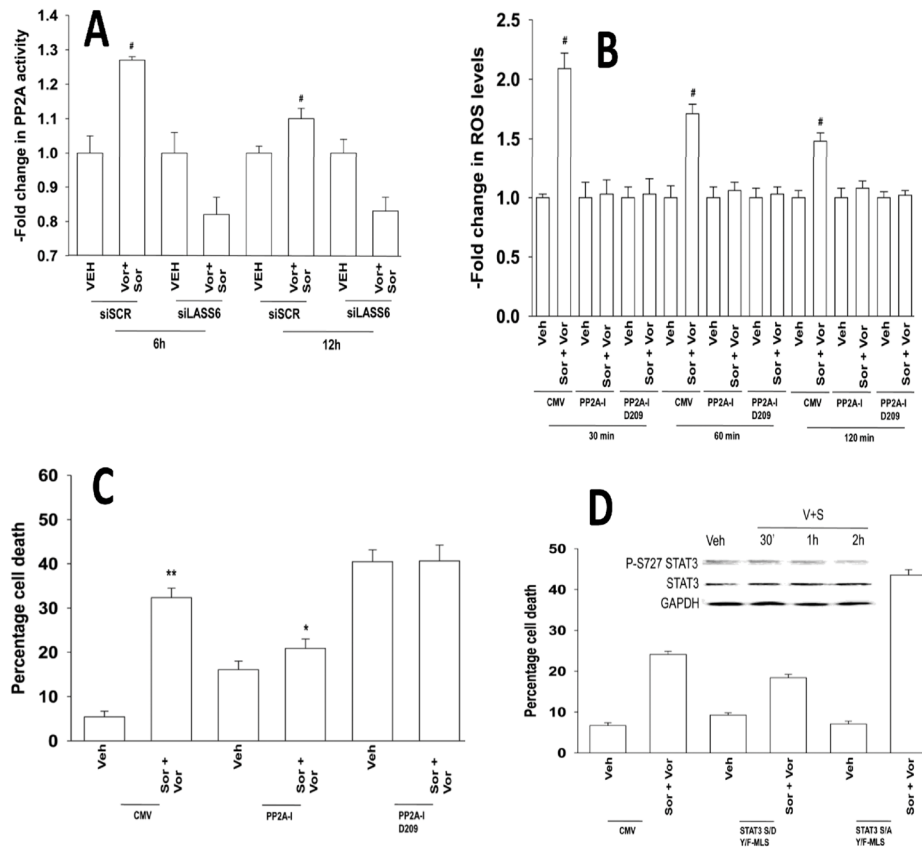 A
-Fold change in PP2A activity
1.4
1.3
1.2
1.1
1.0
0.9
0.8
0.7
#
#
VEH
Vor+
Sor
VEH
Vor+
Sor
VEH
Vor+
Sor
VEH
Vor+
Sor
siSCR
siLASS6
siSCR
siLASS6
6h
12h
B
-Fold change in ROS levels
2.5
2.0
1.5
1.0
0.5
0.0
#
#
#
Veh
Sor + Vor
Veh
Sor + Vor
Veh
Sor + Vor
Veh
Sor + Vor
Veh
Sor + Vor
Veh
Sor + Vor
Veh
Sor + Vor
Veh
Sor + Vor
Veh
Sor + Vor
CMV
PP2A-I
PP2A-I
D209
CMV
PP2A-I
PP2A-I
D209
CMV
PP2A-I
PP2A-I
D209
30 min
60 min
120 min
C
Percentage cell death
60
50
40
30
20
10
0
**
*
Veh
Sor +
Vor
Veh
Sor +
Vor
Veh
Sor +
Vor
CMV
PP2A-I
PP2A-I
D209
D
V+S
Veh 30' 1h 2h
P-S727 STAT3
STAT3
GAPDH
Percentage cell death
50
40
30
20
10
0
Veh
Sor + Vor
Veh
Sor + Vor
Veh
Sor + Vor
CMV
STAT3 S/D
Y/F-MLS
STAT3 S/A
Y/F-MLS